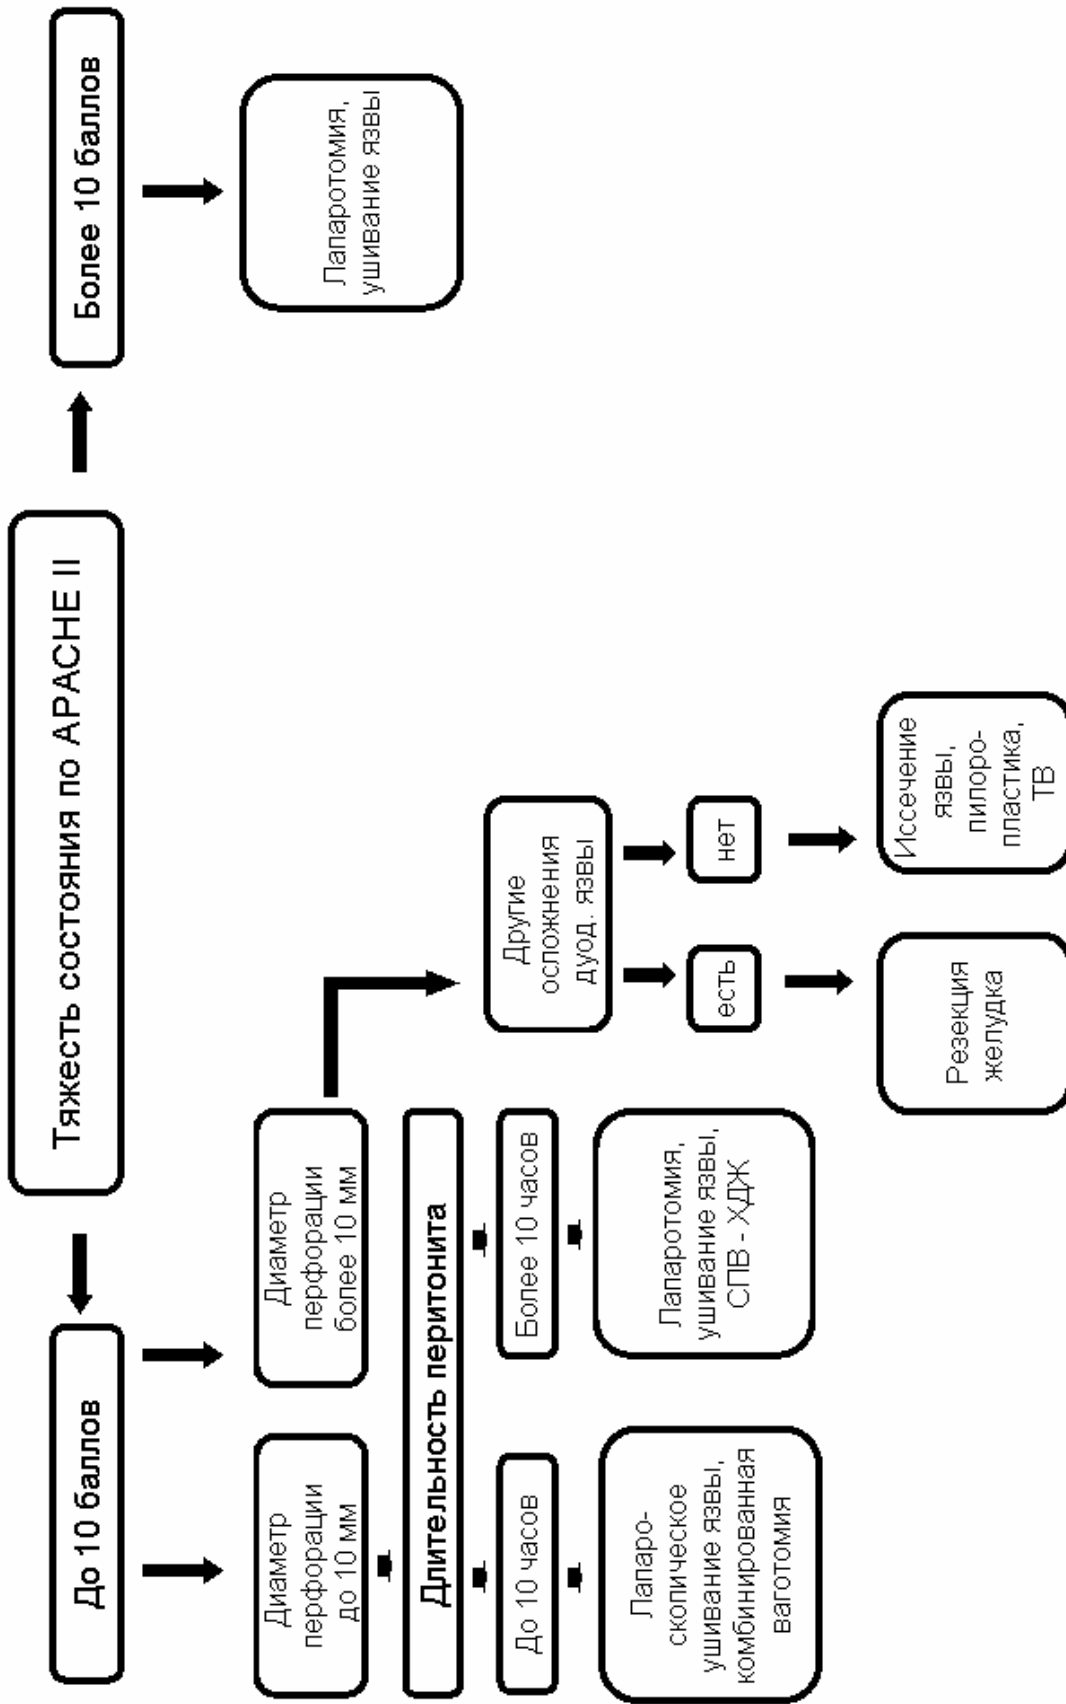 Тяжесть состояния по APACHE II
До 10 баллов
Более 10 баллов
Диаметр
перфорации
до 10 мм
Диаметр
перфорации
более 10 мм
Лапаротомия,
ушивание язвы
Длительность перитонита
До 10 часов
Более 10 часов
Другие
осложнения
дуод. язвы
есть
нет
Лапаро-
скопическое
ушивание язвы,
комбинированная
ваготомия
Лапаротомия,
ушивание язвы,
СПВ - ХДЖ
Резекция
желудка
Иссечение
язвы,
пилоро-
пластика,
ТВ